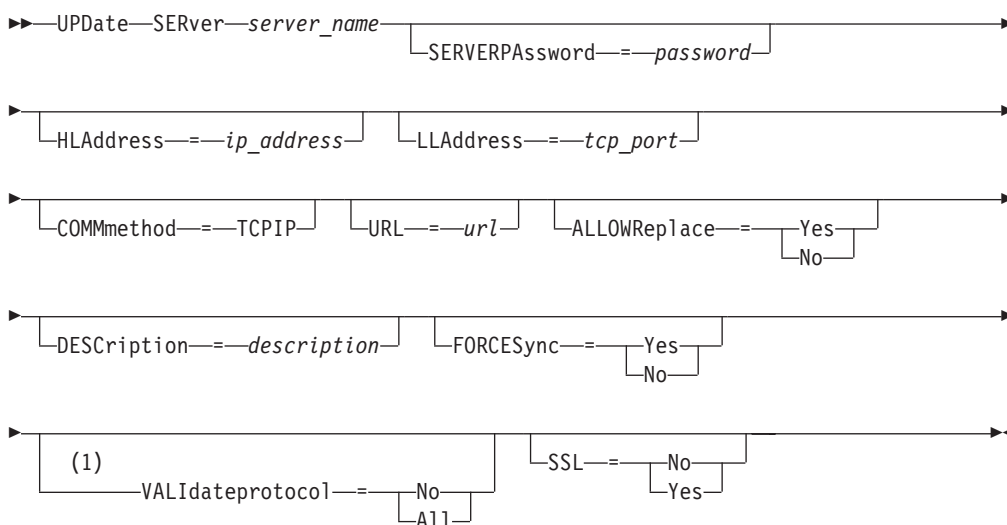 UPDate SERver server_name
SERVERPAssword = password
HLAddress = ip_address LLAddress = tcp_port
COMMmethod = TCPIP URL = url ALLOWReplace = Yes
No
DESCription = description FORCESync = Yes
No
(1) SSL = No
Yes
VALIdateprotocol = No
All